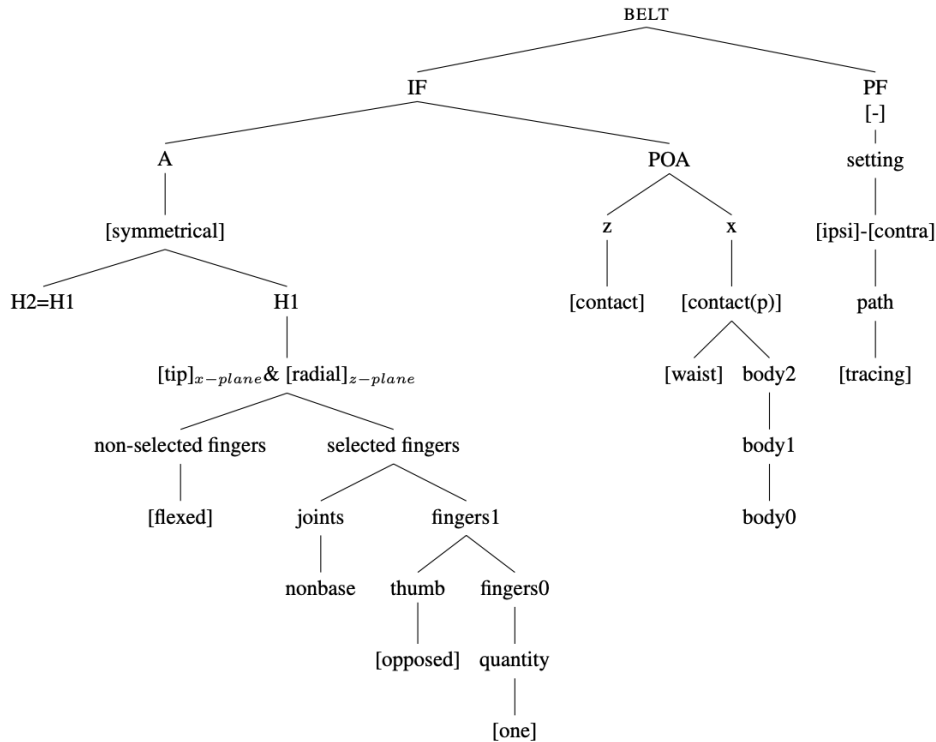 BELT
IF PF
[-]
A POA setting
[symmetrical] z x [ipsi]-[contra]
H2=H1 H1 [contact] [contact(p)] path
[tip]x−plane& [radial]z−plane [waist] body2 [tracing]
non-selected fingers selected fingers body1
[flexed] joints fingers1 body0
nonbase thumb fingers0
[opposed] quantity
[one]